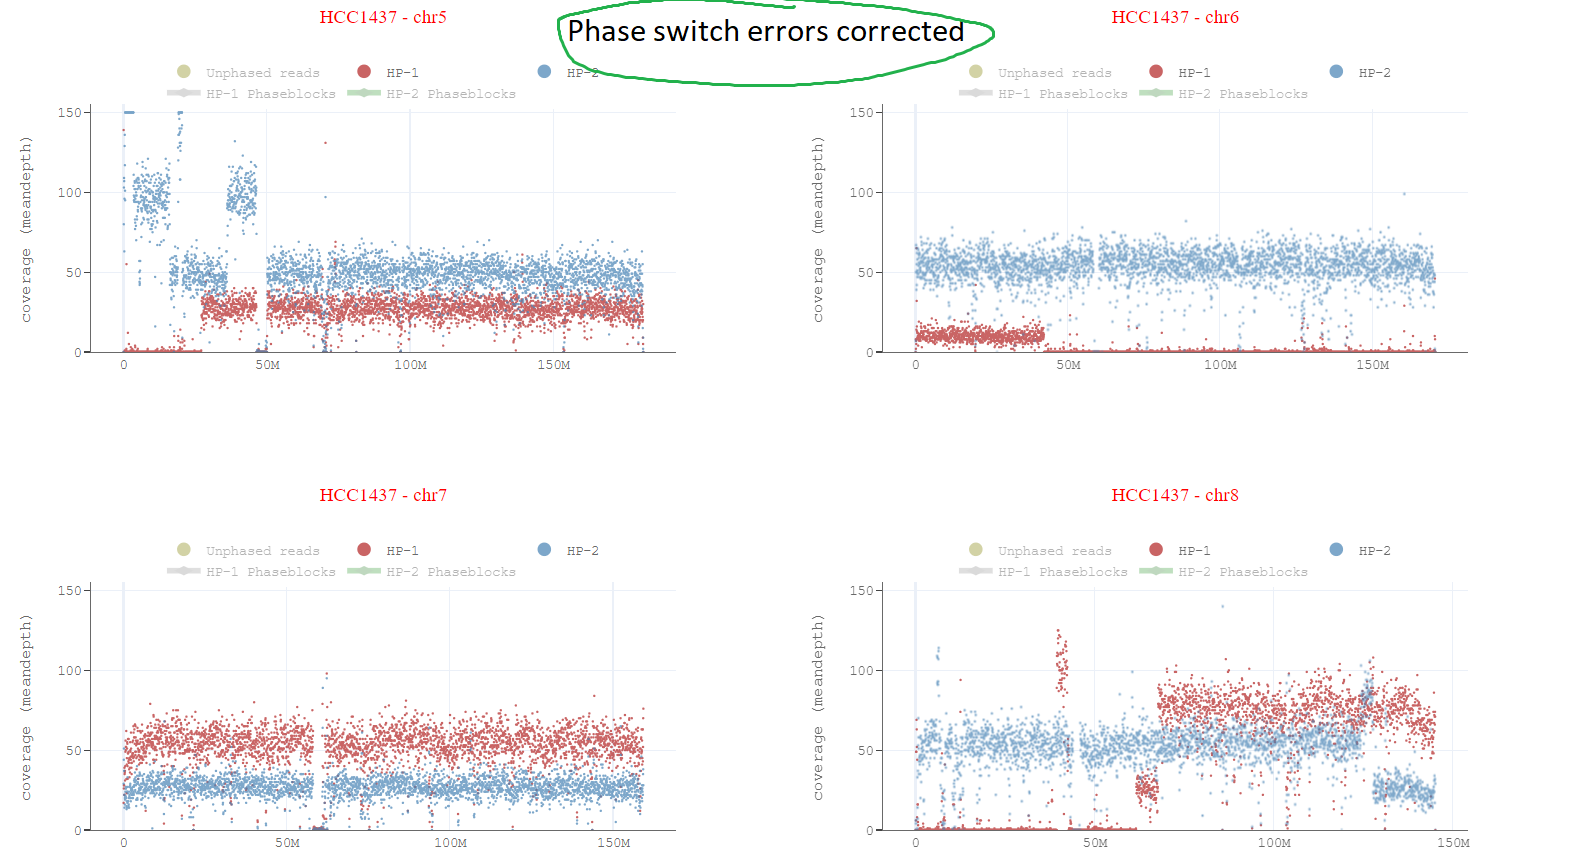 HCC1437 - chr5
Phase switch errors corrected
HCC1437 - chr6
Unphased reads HP-1 HP-2
HP-1 Phaseblocks HP-2 Phaseblocks
Unphased reads HP-1 HP-2
HP-1 Phaseblocks HP-2 Phaseblocks
coverage (meandepth)
150
100
50
0
0 50M 100M 150M
coverage (meandepth)
150
100
50
0
0 50M 100M 150M
HCC1437 - chr7
HCC1437 - chr8
Unphased reads HP-1 HP-2
HP-1 Phaseblocks HP-2 Phaseblocks
Unphased reads HP-1 HP-2
HP-1 Phaseblocks HP-2 Phaseblocks
coverage (meandepth)
150
100
50
0
0 50M 100M 150M
coverage (meandepth)
150
100
50
0
0 50M 100M 150M